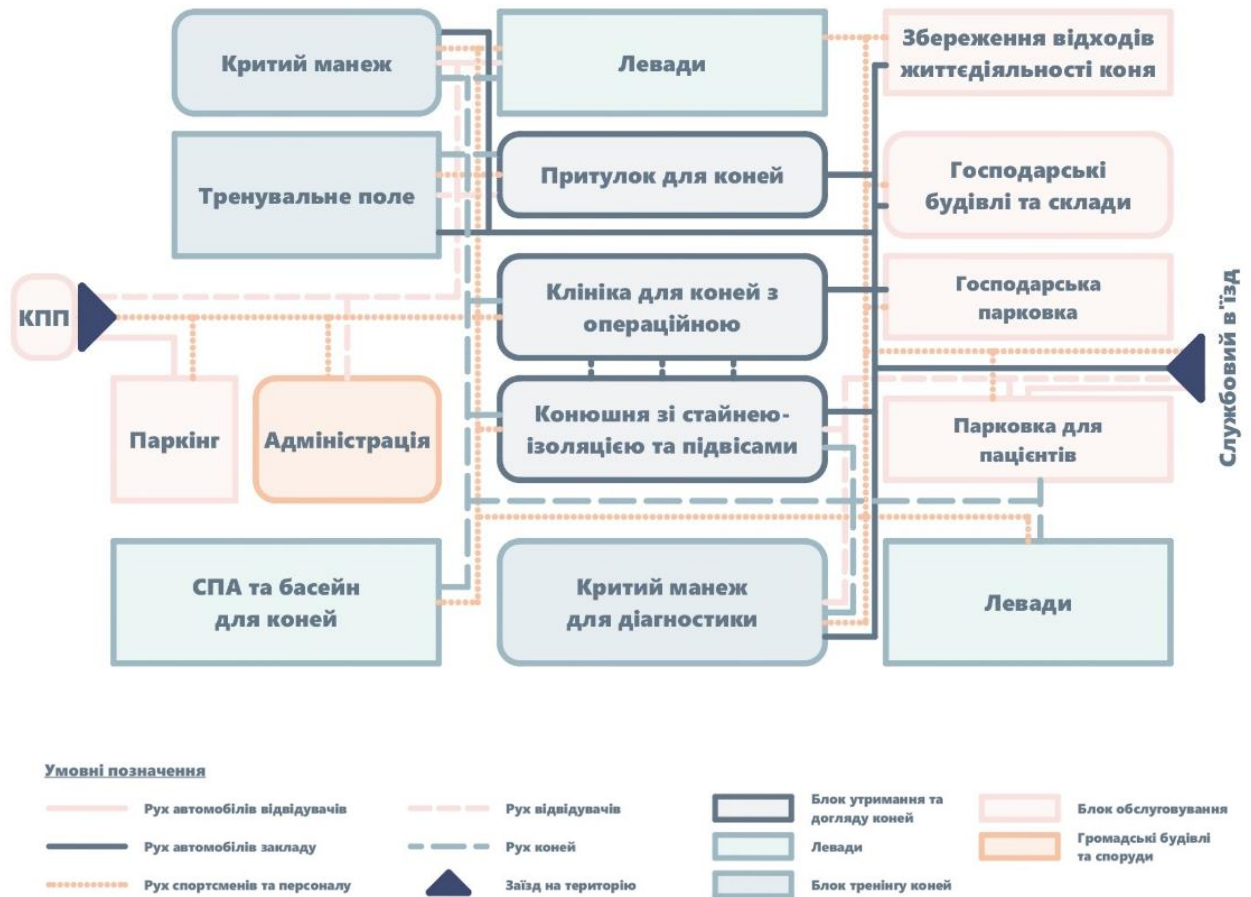 Критий манеж
Левади
Збереження відходів
життєдіяльності коня
Тренувальне поле
Притулок для коней
Господарські
будівлі та склади
КПП
Клініка для коней з
операційною
Господарська
парковка
Службовий в'їзд
Паркінг
Адміністрація
Конюшня зі стайнею-
ізоляцією та підвісами
Парковка для
пацієнтів
СПА та басейн
для коней
Критий манеж
для діагностики
Левади
Умовні позначення
Рух автомобілів відвідувачів
Рух автомобілів закладу
Рух спортсменів та персоналу
Рух відвідувачів
Рух коней
Заїзд на територію
Блок утримання та
догляду коней
Левади
Блок тренінгу коней
Блок обслуговування
Громадські будівлі
та споруди